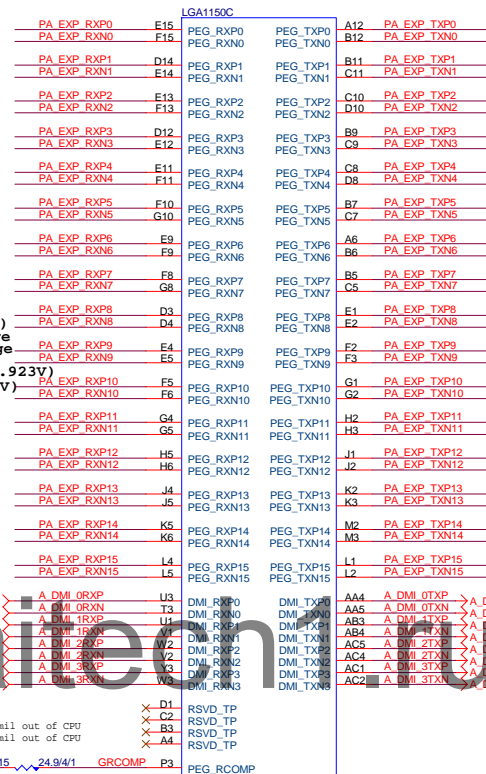 LGA1150C
PA_EXP_RXP0 E15 PEG_RXP0 PEG_TXP0 A12 PA_EXP_TXP0
PA_EXP_RXN0 F15 PEG_RXN0 PEG_TXN0 B12 PA_EXP_TXN0
PA_EXP_RXP1 D14 PEG_RXP1 PEG_TXP1 B11 PA_EXP_TXP1
PA_EXP_RXN1 E14 PEG_RXN1 PEG_TXN1 C11 PA_EXP_TXN1
PA_EXP_RXP2 E13 PEG_RXP2 PEG_TXP2 C10 PA_EXP_TXP2
PA_EXP_RXN2 F13 PEG_RXN2 PEG_TXN2 D10 PA_EXP_TXN2
PA_EXP_RXP3 D12 PEG_RXP3 PEG_TXP3 B9 PA_EXP_TXP3
PA_EXP_RXN3 E12 PEG_RXN3 PEG_TXN3 C9 PA_EXP_TXN3
PA_EXP_RXP4 E11 PEG_RXP4 PEG_TXP4 C8 PA_EXP_TXP4
PA_EXP_RXN4 F11 PEG_RXN4 PEG_TXN4 D8 PA_EXP_TXN4
PA_EXP_RXP5 F10 PEG_RXP5 PEG_TXP5 B7 PA_EXP_TXP5
PA_EXP_RXN5 G10 PEG_RXN5 PEG_TXN5 C7 PA_EXP_TXN5
PA_EXP_RXP6 E9 PEG_RXP6 PEG_TXP6 A6 PA_EXP_TXP6
PA_EXP_RXN6 F9 PEG_RXN6 PEG_TXN6 B6 PA_EXP_TXN6
PA_EXP_RXP7 F8 PEG_RXP7 PEG_TXP7 B5 PA_EXP_TXP7
PA_EXP_RXN7 G8 PEG_RXN7 PEG_TXN7 C5 PA_EXP_TXN7
PA_EXP_RXP8 D3 PEG_RXP8 PEG_TXP8 E1 PA_EXP_TXP8
) PA_EXP_RXN8 D4 PEG_RXN8 PEG_TXN8 E2 PA_EXP_TXN8
PA_EXP_RXP9 E4 PEG_RXP9 PEG_TXP9 F2 PA_EXP_TXP9
PA_EXP_RXN9 E5 PEG_RXN9 PEG_TXN9 F3 PA_EXP_TXN9
.923V)
V) PA_EXP_RXP10 F5 PEG_RXP10 PEG_TXP10 G1 PA_EXP_TXP10
PA_EXP_RXN10 F6 PEG_RXN10 PEG_TXN10 G2 PA_EXP_TXN10
PA_EXP_RXP11 G4 PEG_RXP11 PEG_TXP11 H2 PA_EXP_TXP11
PA_EXP_RXN11 G5 PEG_RXN11 PEG_TXN11 H3 PA_EXP_TXN11
PA_EXP_RXP12 H5 PEG_RXP12 PEG_TXP12 J1 PA_EXP_TXP12
PA_EXP_RXN12 H6 PEG_RXN12 PEG_TXN12 J2 PA_EXP_TXN12
PA_EXP_RXP13 J4 PEG_RXP13 PEG_TXP13 K2 PA_EXP_TXP13
PA_EXP_RXN13 J5 PEG_RXN13 PEG_TXN13 K3 PA_EXP_TXN13
PA_EXP_RXP14 K5 PEG_RXP14 PEG_TXP14 M2 PA_EXP_TXP14
PA_EXP_RXN14 K6 PEG_RXN14 PEG_TXN14 M3 PA_EXP_TXN14
PA_EXP_RXP15 L4 PEG_RXP15 PEG_TXP15 L1 PA_EXP_TXP15
PA_EXP_RXN15 L5 PEG_RXN15 PEG_TXN15 L2 PA_EXP_TXN15
A_DMI_0RXP U3 DMI_RXP0 DMI_TXP0 AA4 A_DMI_0TXP
A_DMI_0RXN T3 DMI_RXN0 DMI_TXN0 AA5 A_DMI_0TXN
A_DMI_1RXP U1 DMI_RXP1 DMI_TXP1 AB3 A_DMI_1TXP
A_DMI_1RXN V1 DMI_RXN1 DMI_TXN1 AB4 A_DMI_1TXN
A_DMI_2RXP W2 DMI_RXP2 DMI_TXP2 AC5 A_DMI_2TXP
A_DMI_2RXN V2 DMI_RXN2 DMI_TXN2 AC4 A_DMI_2TXN
A_DMI_3RXP V3 DMI_RXP3 DMI_TXP3 AC1 A_DMI_3TXP
A_DMI_3RXN W3 DMI_RXN3 DMI_TXN3 AC2 A_DMI_3TXN
hitech1.ru
D1 RSVD_TP
C2 RSVD_TP
mil out of CPU B3 RSVD_TP
mil out of CPU A4 RSVD_TP
15 24.9/4/1 GRCOMP P3 PEG_RCOMP